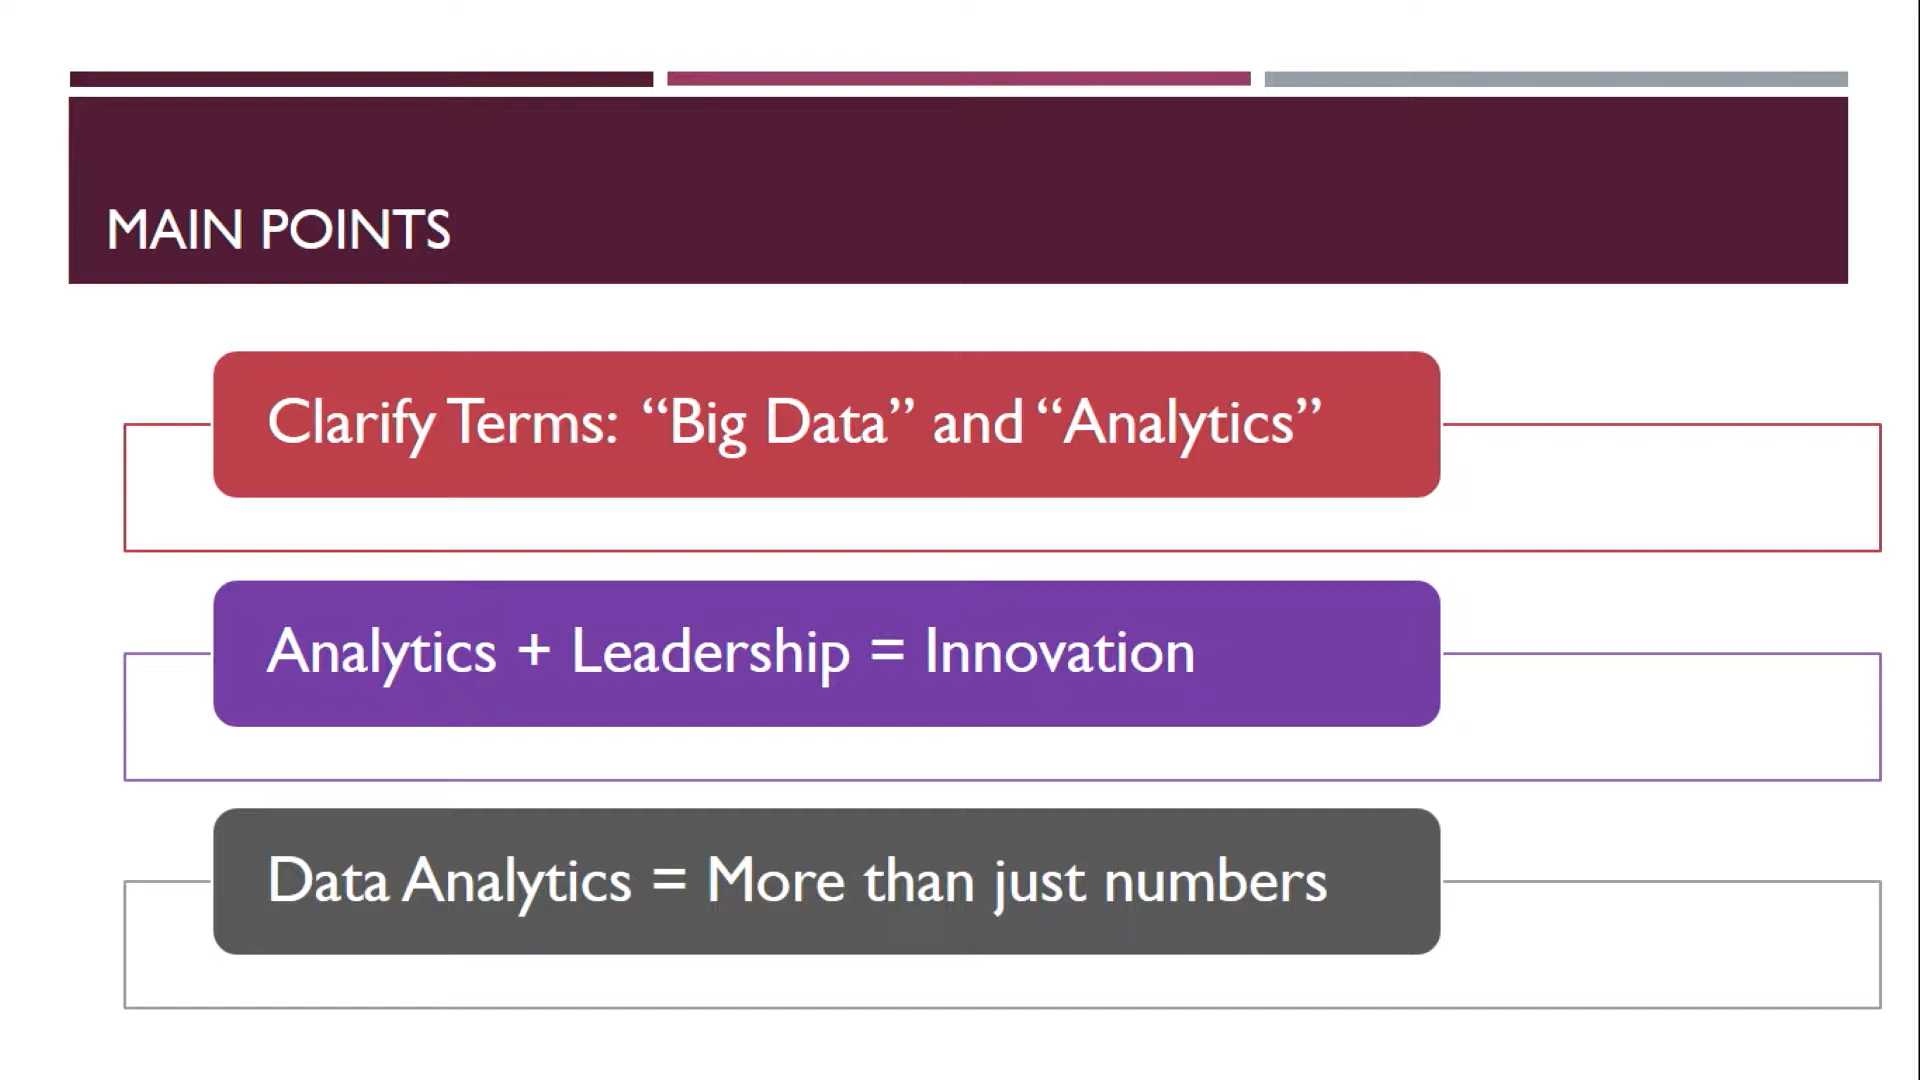 MAIN POINTS
Clarify Terms: “Big Data” and “Analytics”
Analytics + Leadership = Innovation
Data Analytics = More than just numbers